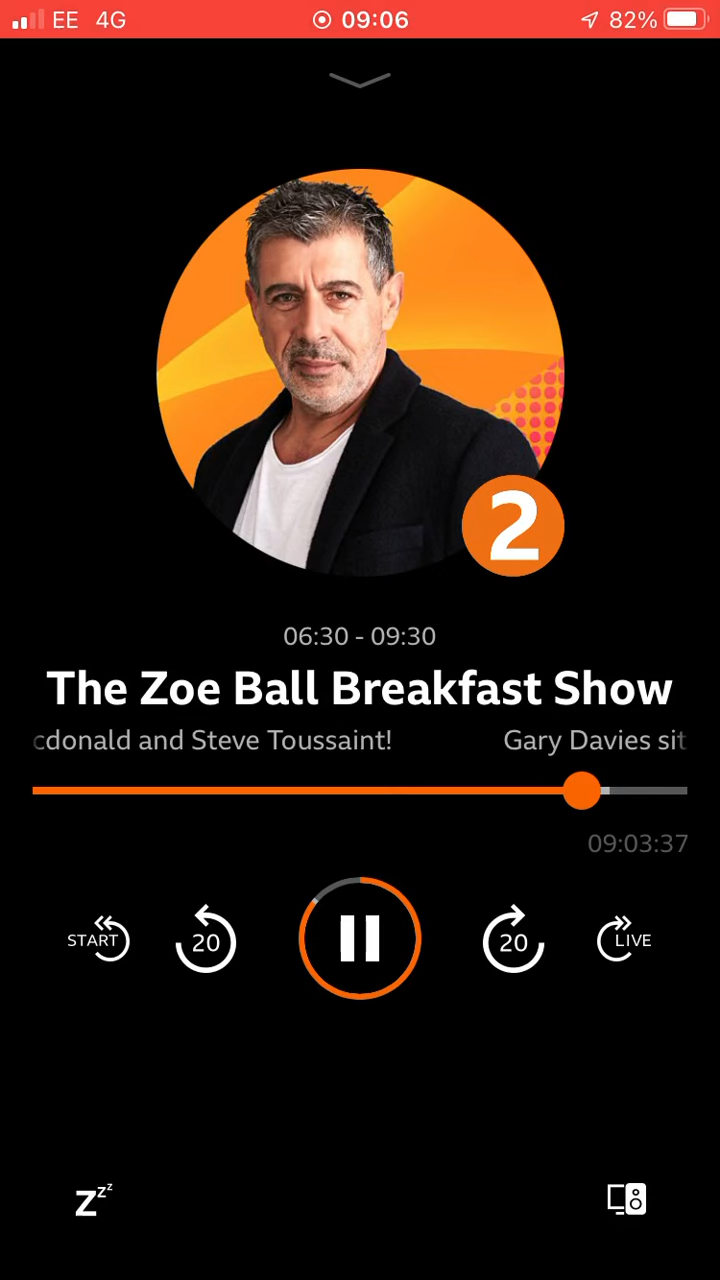 EE 4G 09:06 82%
2
06:30 - 09:30
The Zoe Ball Breakfast Show
cdonald and Steve Toussaint! Gary Davies sit
09:03:37
START 20 20 LIVE
Zzz